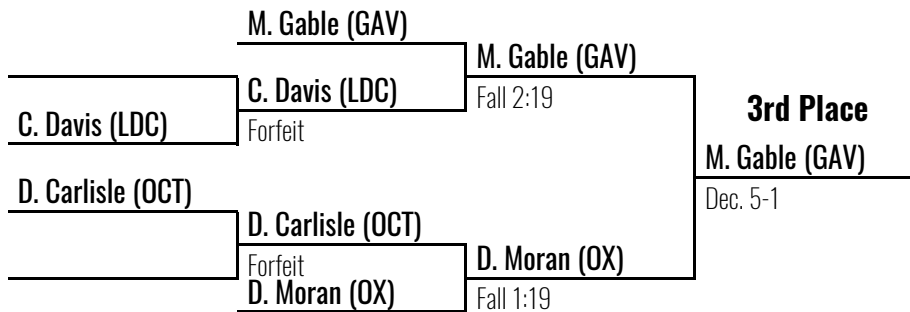 M. Gable (GAV)
M. Gable (GAV)
C. Davis (LDC)
Fall 2:19
3rd Place
C. Davis (LDC)
Forfeit
M. Gable (GAV)
D. Carlisle (OCT)
Dec. 5-1
D. Carlisle (OCT)
Forfeit
D. Moran (OX)
D. Moran (OX)
Fall 1:19